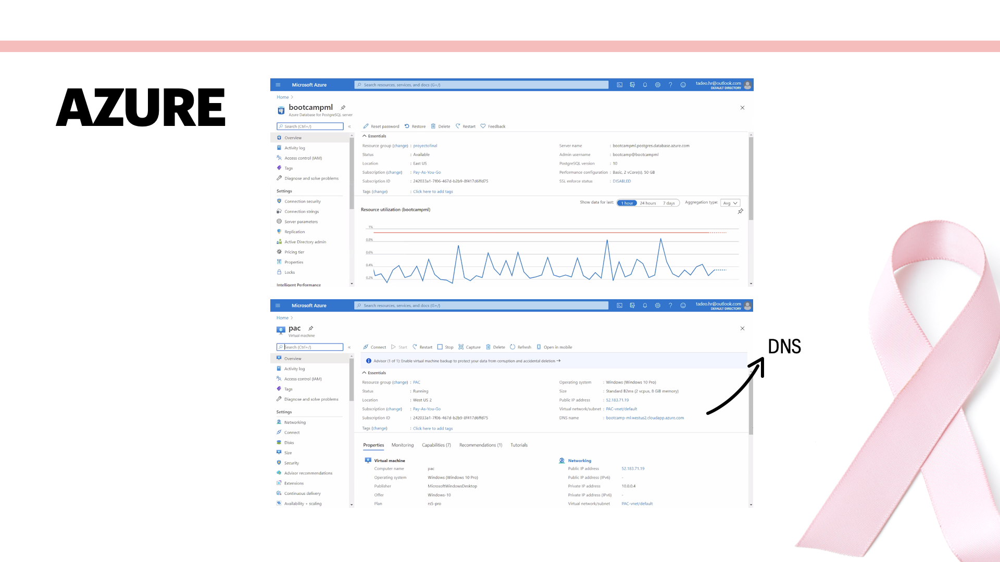 AZURE
Microsoft Azure
Search resources, services, and docs (G+/)
tadeo.hr@outlook.com
DEFAULT DIRECTORY
Home >
bootcampml
Azure Database for PostgreSQL server
Search (Ctrl+/)
«
Reset password Restore Delete Restart Feedback
Overview
Activity log
Access control (IAM)
Tags
Diagnose and solve problems
Settings
Connection security
Connection strings
Server parameters
Replication
Active Directory admin
Pricing tier
Properties
Locks
Intelligent Performance
Essentials
Resource group (change) : proyectofinal
Status : Available
Location : East US
Subscription (change) : Pay-As-You-Go
Subscription ID : 242033a1-7f06-467d-b2b9-8f417d6ffd75
Tags (change) : Click here to add tags
Server name : bootcampml.postgres.database.azure.com
Admin username : bootcamp@bootcampml
PostgreSQL version : 10
Performance configuration : Basic, 2 vCore(s), 50 GB
SSL enforce status : DISABLED
Show data for last: 1 hour 24 hours 7 days Aggregation type: Avg
Resource utilization (bootcampml)
1%
0.8%
0.6%
0.4%
0.2%
Microsoft Azure
Search resources, services, and docs (G+/)
tadeo.hr@outlook.com
DEFAULT DIRECTORY
Home >
pac
Virtual machine
Search (Ctrl+/)
«
Connect Start Restart Stop Capture Delete Refresh Open in mobile
Overview
Activity log
Access control (IAM)
Tags
Diagnose and solve problems
Settings
Networking
Connect
Disks
Size
Security
Advisor recommendations
Extensions
Continuous delivery
Availability + scaling
Advisor (1 of 1): Enable virtual machine backup to protect your data from corruption and accidental deletion →
Essentials
Resource group (change) : PAC
Status : Running
Location : West US 2
Subscription (change) : Pay-As-You-Go
Subscription ID : 242033a1-7f06-467d-b2b9-8f417d6ffd75
Tags (change) : Click here to add tags
Operating system : Windows (Windows 10 Pro)
Size : Standard B2ms (2 vcpus, 8 GiB memory)
Public IP address : 52.183.71.19
Virtual network/subnet : PAC-vnet/default
DNS name : bootcamp-ml.westus2.cloudapp.azure.com
Properties Monitoring Capabilities (7) Recommendations (1) Tutorials
Virtual machine
Computer name pac
Operating system Windows (Windows 10 Pro)
Publisher MicrosoftWindowsDesktop
Offer Windows-10
Plan rs5-pro
Networking
Public IP address 52.183.71.19
Public IP address (IPv6) -
Private IP address 10.0.0.4
Private IP address (IPv6) -
Virtual network/subnet PAC-vnet/default
DNS